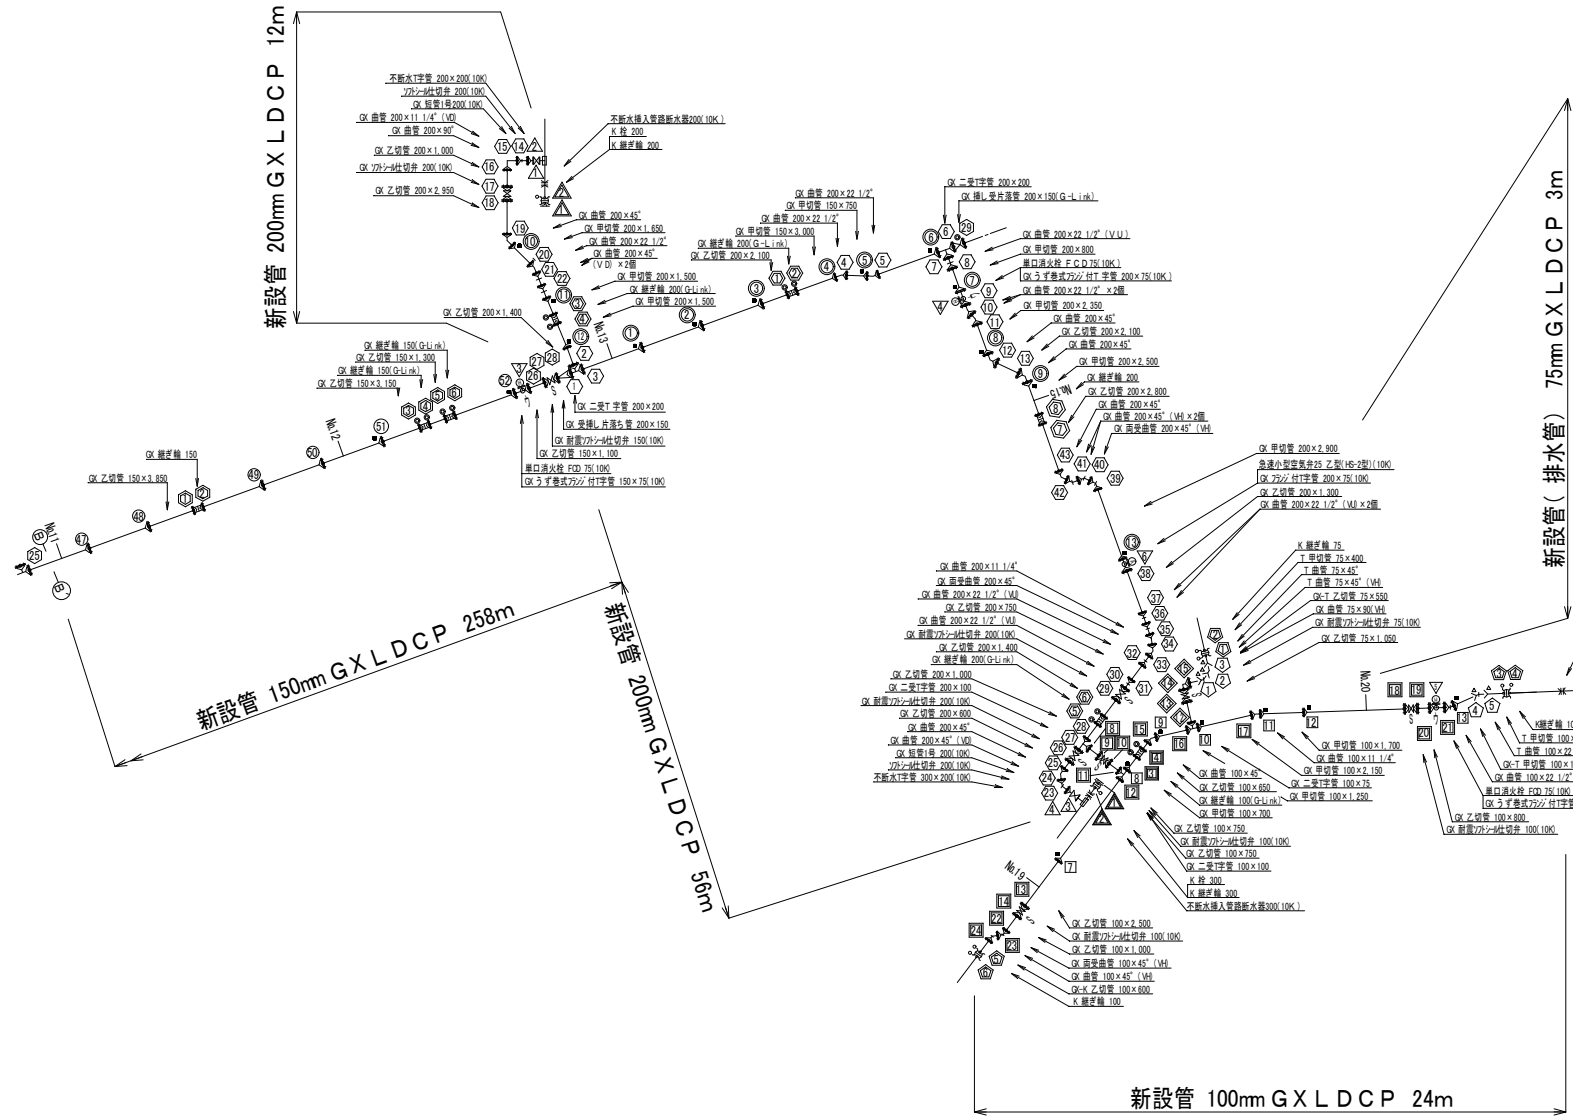 新設管 200mm GXLDCP 12m
不断水T字管 200×200(10K)
ｿﾌﾄｼｰﾙ仕切弁 200(10K)
GX 短管1号200(10K)
GX 曲管 200×11 1/4ﾟ (VD)
GX 曲管 200×90ﾟ
GX 乙切管 200×1,000
GX ｿﾌﾄｼｰﾙ仕切弁 200(10K)
GX 乙切管 200×2,950
不断水挿入管路断水器200(10K)
K 栓 200
K 継ぎ輪 200
GX 曲管 200×45ﾟ
GX 甲切管 200×1,650
GX 曲管 200×22 1/2ﾟ
GX 曲管 200×45ﾟ
(VD) ×2個
GX 甲切管 200×1,500
GX 継ぎ輪 200(G-Link)
GX 甲切管 200×1,500
GX 乙切管 200×1,400
GX 曲管 200×22 1/2ﾟ
GX 甲切管 150×750
GX 曲管 200×22 1/2ﾟ
GX 甲切管 150×3,000
GX 継ぎ輪 200(G-Link)
GX 乙切管 200×2,100
GX 二受T字管 200×200
GX 挿し受片落管 200×150(G-Link)
GX 曲管 200×22 1/2ﾟ (VU)
GX 甲切管 200×800
単口消火栓 FCD75(10K)
GXうず巻式ﾌﾗﾝｼﾞ付T字管 200×75(10K)
GX 曲管 200×22 1/2ﾟ ×2個
GX 甲切管 200×2,350
GX 曲管 200×45ﾟ
GX 乙切管 200×2,100
GX 曲管 200×45ﾟ
GX 甲切管 200×2,500
GX 継ぎ輪 200
GX 乙切管 200×2,800
GX 曲管 200×45ﾟ
GX 曲管 200×45ﾟ (VH) ×2個
GX 両受曲管 200×45ﾟ (VH)
GX 甲切管 200×2,900
急速小型空気弁25 乙型(HS-2型)(10K)
GX ﾌﾗﾝｼﾞ付T字管 200×75(10K)
GX 乙切管 200×1,300
GX 曲管 200×22 1/2ﾟ (VU) ×2個
新設管(排水管) 75mm GXLDCP 3m
GX 継ぎ輪 150(G-Link)
GX 乙切管 150×1,300
GX 継ぎ輪 150(G-Link)
GX 乙切管 150×3,150
GX 継ぎ輪 150
GX 乙切管 150×3,850
No.11
No.12
No.13
No.15
No.19
No.20
B
B'
GX 二受T字管 200×200
GX 受挿し片落ち管 200×150
GX 耐震ｿﾌﾄｼｰﾙ仕切弁 150(10K)
GX 乙切管 150×1,100
単口消火栓 FCD 75(10K)
GXうず巻式ﾌﾗﾝｼﾞ付T字管 150×75(10K)
新設管 150mm GXLDCP 258m
新設管 200mm GXLDCP 56m
GX 曲管 200×11 1/4ﾟ
GX 両受曲管 200×45ﾟ
GX 曲管 200×22 1/2ﾟ (VU)
GX 乙切管 200×750
GX 曲管 200×22 1/2ﾟ (VU)
GX 耐震ｿﾌﾄｼｰﾙ仕切弁 200(10K)
GX 乙切管 200×1,400
GX 継ぎ輪 200(G-Link)
GX 乙切管 200×1,000
GX 二受T字管 200×100
GX 耐震ｿﾌﾄｼｰﾙ仕切弁 200(10K)
GX 乙切管 200×600
GX 曲管 200×45ﾟ
GX 曲管 200×45ﾟ (VD)
GX 短管1号 200(10K)
ｿﾌﾄｼｰﾙ仕切弁 200(10K)
不断水T字管 300×200(10K)
K 継ぎ輪 75
T 甲切管 75×400
T 曲管 75×45ﾟ
T 曲管 75×45ﾟ (VH)
GX-T 乙切管 75×550
GX 曲管 75×90(VH)
GX 耐震ｿﾌﾄｼｰﾙ仕切弁 75(10K)
GX 乙切管 75×1,050
GX 甲切管 100×1,700
GX 曲管 100×11 1/4ﾟ
GX 甲切管 100×2,150
GX 二受T字管 100×75
GX 甲切管 100×1,250
GX 曲管 100×45ﾟ
GX 乙切管 100×650
GX 継ぎ輪 100(G-Link)
GX 甲切管 100×700
GX 乙切管 100×750
GX 耐震ｿﾌﾄｼｰﾙ仕切弁 100(10K)
GX 乙切管 100×750
GX 二受T字管 100×100
K 栓 300
K 継ぎ輪 300
不断水挿入管路断水器300(10K)
K継ぎ輪 10
T 甲切管 100×
T 曲管 100×22
GX-T 甲切管 100×1
GX 曲管 100×22 1/2ﾟ
単口消火栓 FCD 75(10K)
GXうず巻式ﾌﾗﾝｼﾞ付T字管
GX 乙切管 100×800
GX 耐震ｿﾌﾄｼｰﾙ仕切弁 100(10K)
GX 乙切管 100×2,500
GX 耐震ｿﾌﾄｼｰﾙ仕切弁 100(10K)
GX 乙切管 100×1,000
GX 両受曲管 100×45ﾟ (VH)
GX 曲管 100×45ﾟ (VH)
GX-K 乙切管 100×600
K 継ぎ輪 100
新設管 100mm GXLDCP 24m